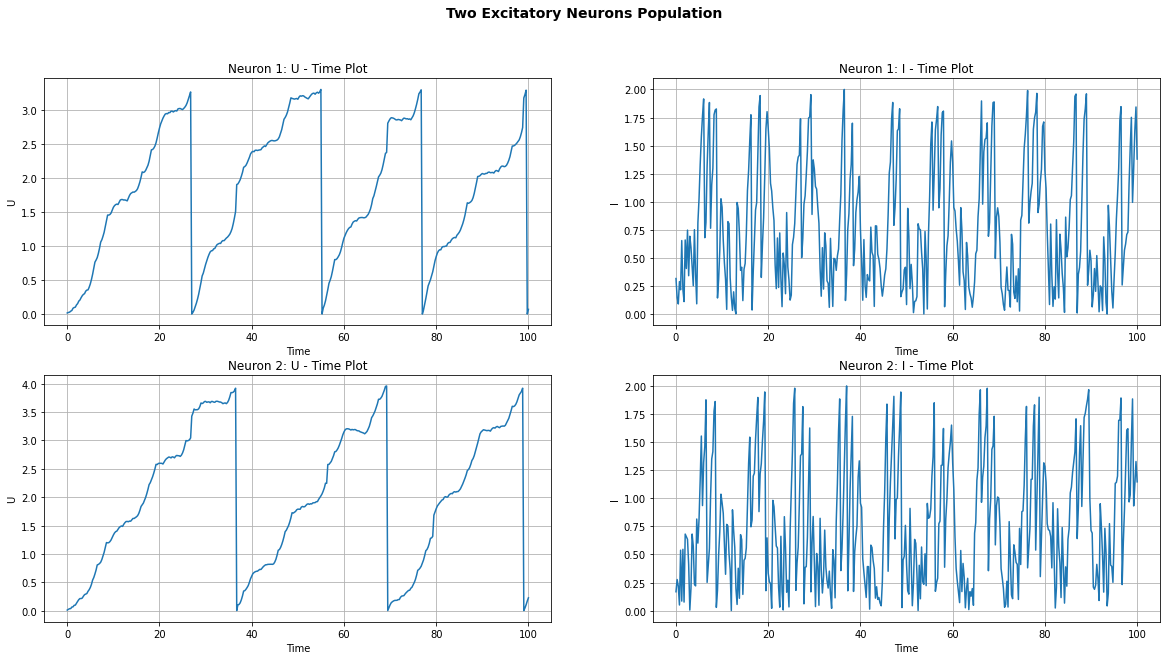 Two Excitatory Neurons Population
Neuron 1: U - Time Plot
U
3.0
2.5
2.0
1.5
1.0
0.5
0.0
0 20 40 60 80 100
Time
Neuron 1: I - Time Plot
I
2.00
1.75
1.50
1.25
1.00
0.75
0.50
0.25
0.00
0 20 40 60 80 100
Time
Neuron 2: U - Time Plot
U
4.0
3.5
3.0
2.5
2.0
1.5
1.0
0.5
0.0
0 20 40 60 80 100
Time
Neuron 2: I - Time Plot
I
2.00
1.75
1.50
1.25
1.00
0.75
0.50
0.25
0.00
0 20 40 60 80 100
Time